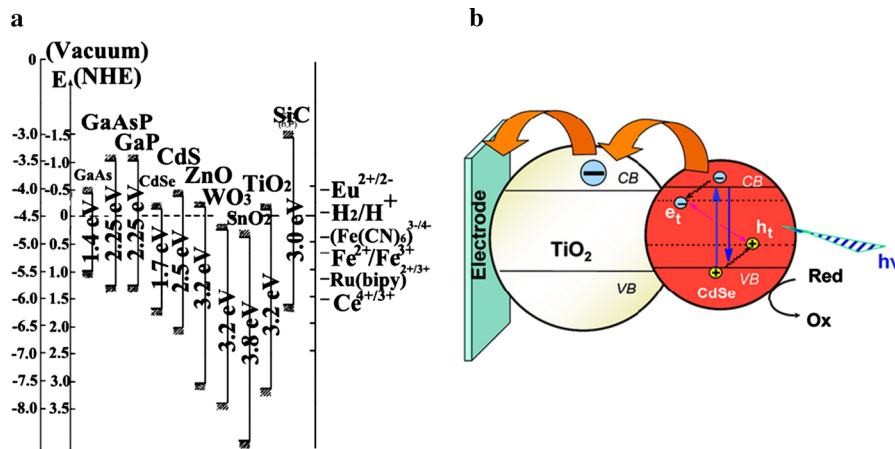 a
b
(Vacuum)
0
E (NHE)
SiC
GaAsP
-3.0 -1.5
GaP
-3.5 -1.0
CdS
GaAs
CdSe
ZnO
TiO₂
-4.0 -0.5
WO₃
SnO₂
-4.5 0
-5.0 0.5
-5.5 1.0
-6.0 1.5
-6.5 2.0
-7.0 2.5
-7.5 3.0
-8.0 3.5
1.4 eV
2.25 eV
2.25 eV
1.7 eV
2.5 eV
3.2 eV
3.2 eV
3.8 eV
3.2 eV
3.0 eV
Eu²⁺/²⁻
H₂/H⁺
(Fe(CN)₆)³⁻/⁴⁻
Fe²⁺/Fe³⁺
Ru(bipy)²⁺/³⁺
Ce⁴⁺/³⁺
Electrode
CB
TiO₂
VB
CB
eₜ
hₜ
VB
CdSe
hν
Red
Ox